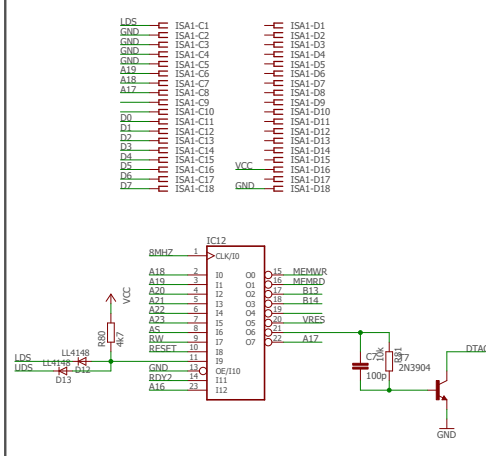 LDS ISA1-C1 ISA1-D1
GND ISA1-C2 ISA1-D2
GND ISA1-C3 ISA1-D3
GND ISA1-C4 ISA1-D4
GND ISA1-C5 ISA1-D5
A19 ISA1-C6 ISA1-D6
A18 ISA1-C7 ISA1-D7
A17 ISA1-C8 ISA1-D8
ISA1-C9 ISA1-D9
ISA1-C10 ISA1-D10
D0 ISA1-C11 ISA1-D11
D1 ISA1-C12 ISA1-D12
D2 ISA1-C13 ISA1-D13
D3 ISA1-C14 ISA1-D14
D4 ISA1-C15 ISA1-D15
D5 ISA1-C16 VCC ISA1-D16
D6 ISA1-C17 ISA1-D17
D7 ISA1-C18 GND ISA1-D18
IC12
8MHZ 1 CLK/I0
A18 2 I0 O0 15 MEMWR
A19 3 I1 O1 16 MEMRD
A20 4 I2 O2 17 B13
A21 5 I3 O3 18 B14
A22 6 I4 O4 19
A23 7 I5 O5 20 VRES
AS 8 I6 O6 21
RW 9 I7 O7 22 A17
RESET 10 I8
11 I9
GND 13 OE/I10
RDY2 14 I11
A16 23 I12
VCC
R80
4k7
LDS LL4148 D12
UDS LL4148 D13
100p
10k
R81
2N3904
DTAC
GND